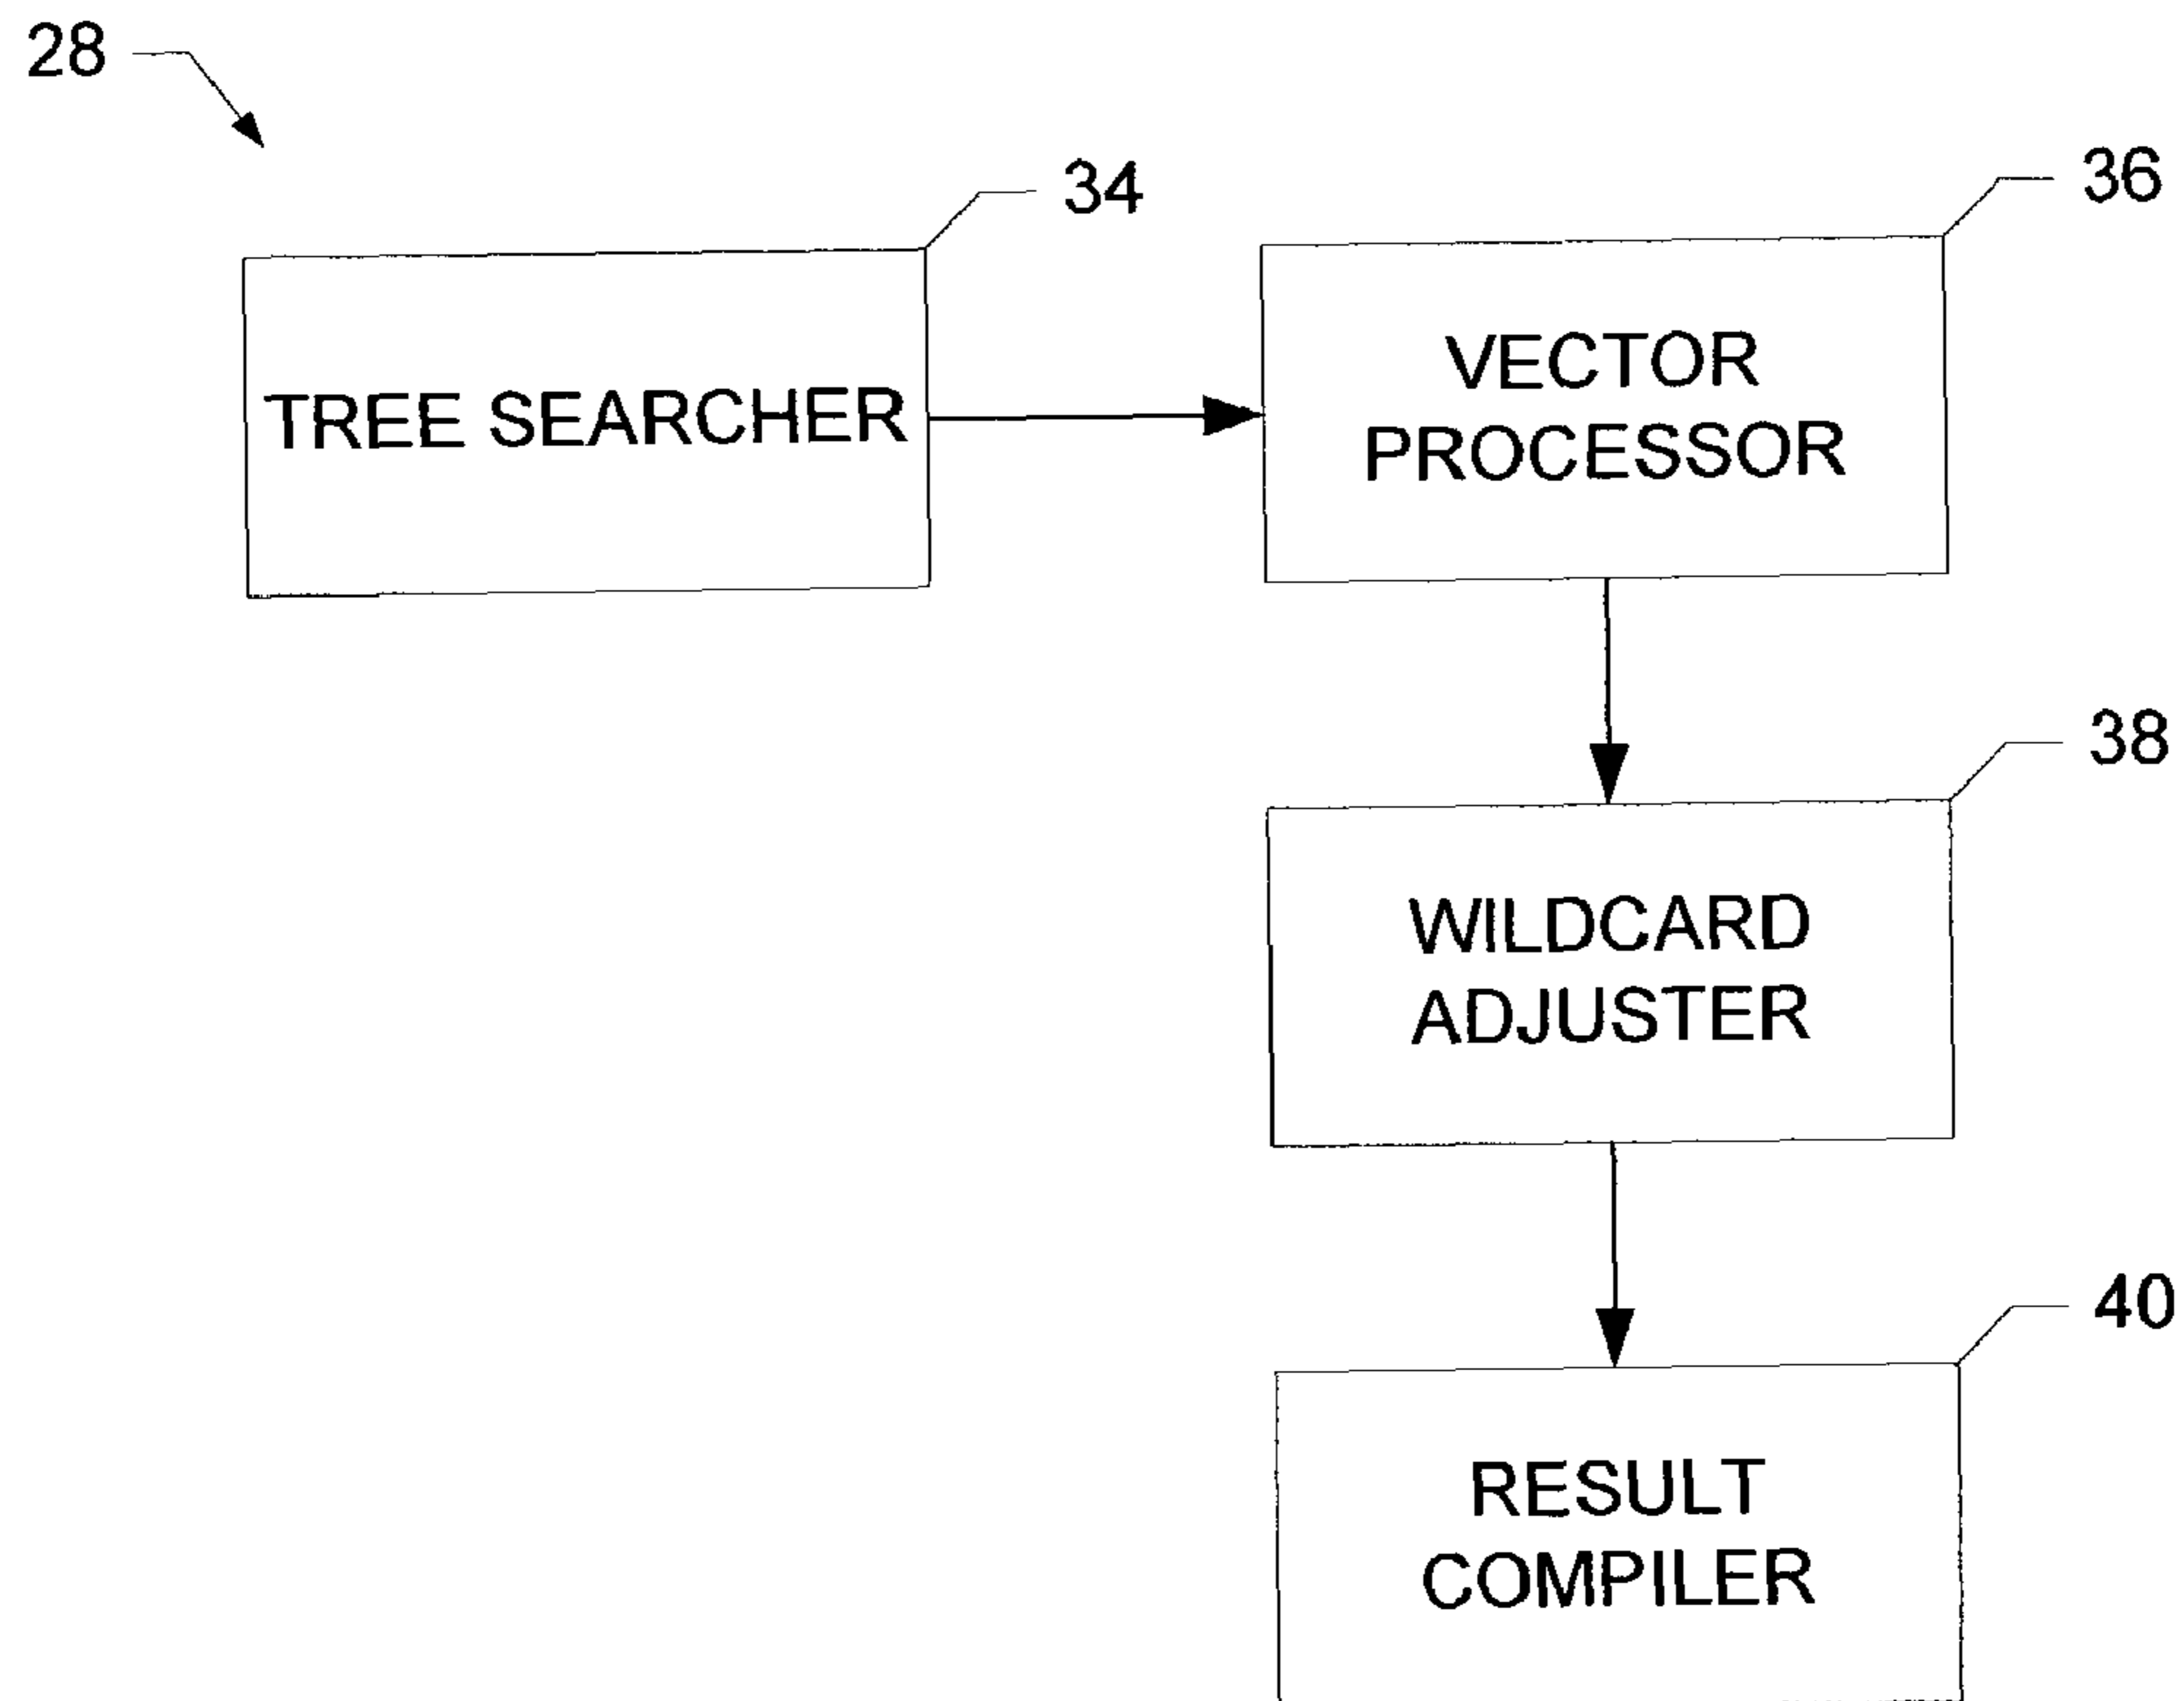 28
34
36
TREE SEARCHER
VECTOR
PROCESSOR
38
WILDCARD
ADJUSTER
40
RESULT
COMPILER